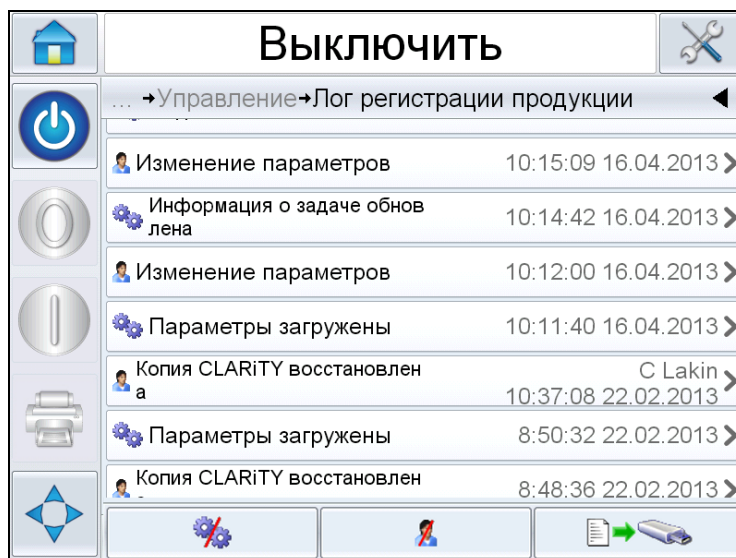 Выключить
... →Управление→Лог регистрации продукции
Изменение параметров 10:15:09 16.04.2013
Информация о задаче обнов
лена 10:14:42 16.04.2013
Изменение параметров 10:12:00 16.04.2013
Параметры загружены 10:11:40 16.04.2013
Копия CLARiTY восстановлен C Lakin
а 10:37:08 22.02.2013
Параметры загружены 8:50:32 22.02.2013
Копия CLARiTY восстановлен
8:48:36 22.02.2013